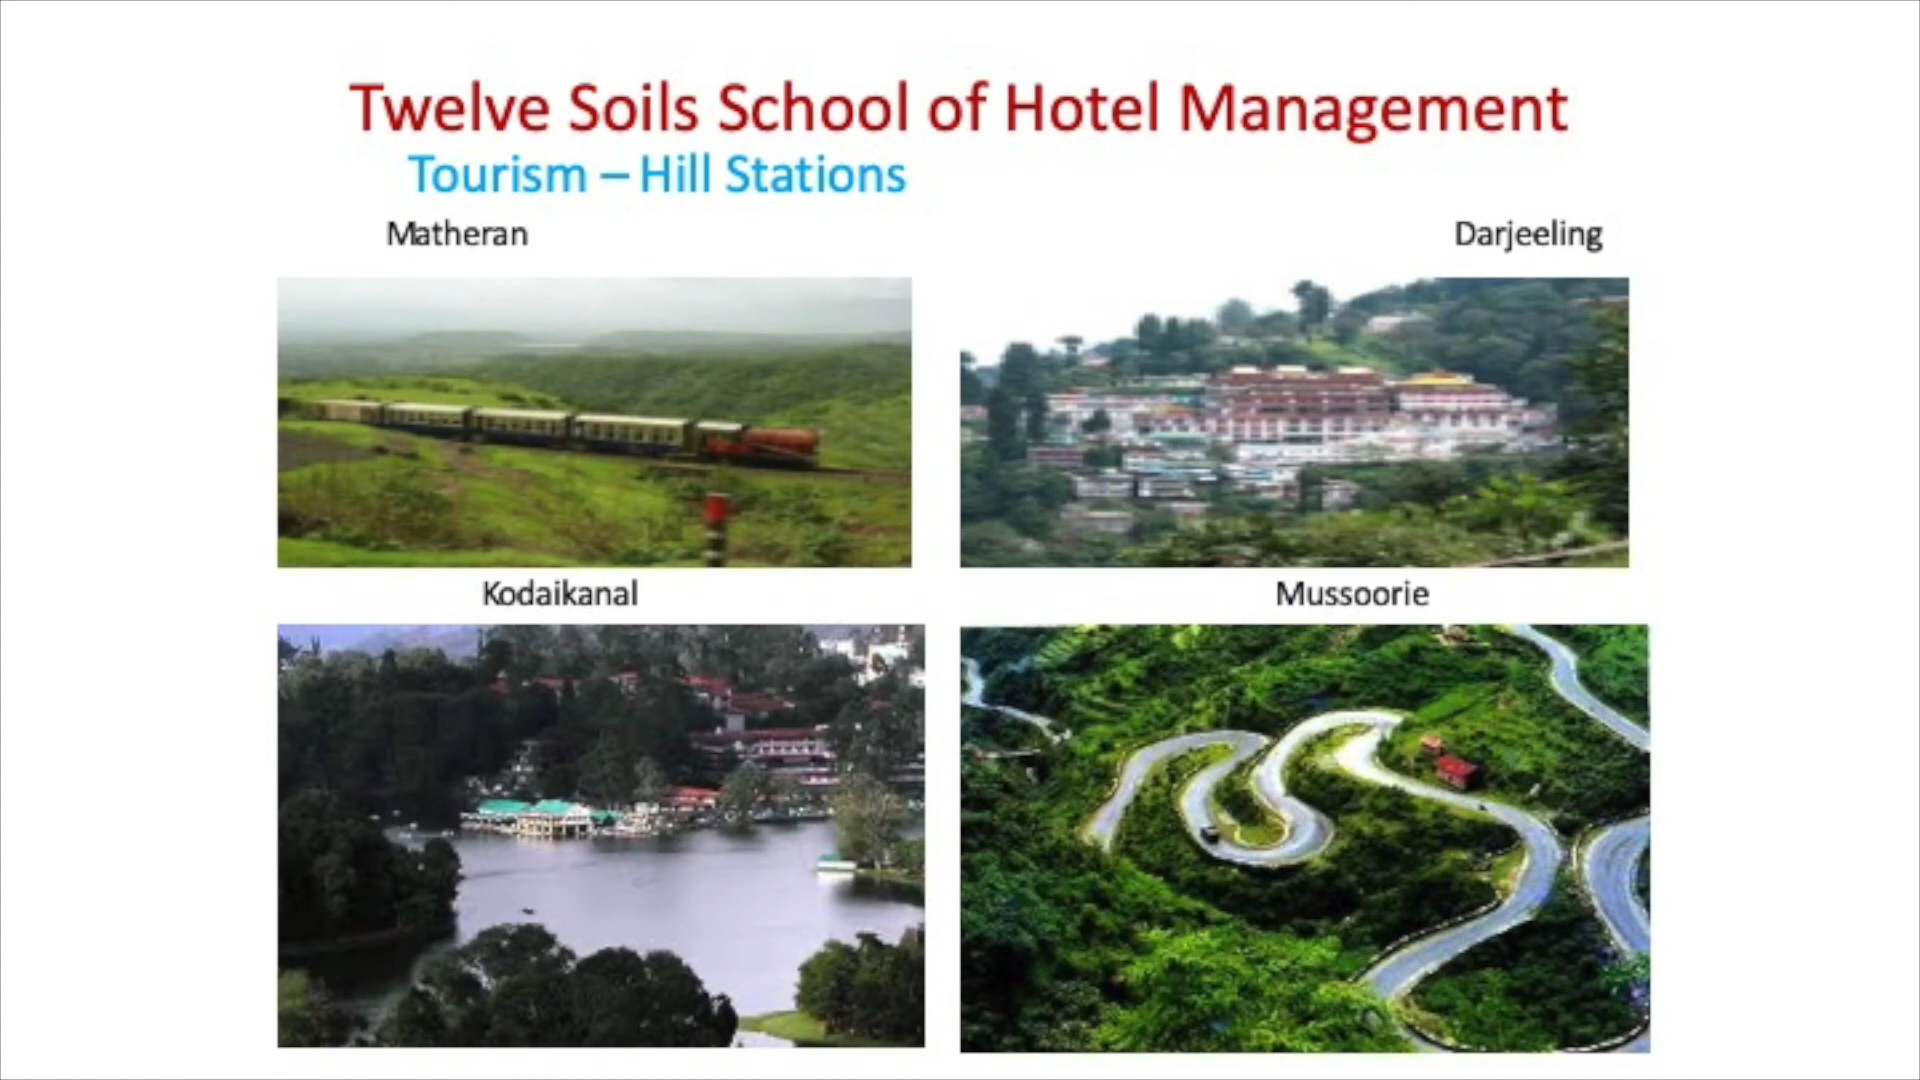 Twelve Soils School of Hotel Management
Tourism – Hill Stations
Matheran
Darjeeling
Kodaikanal
Mussoorie